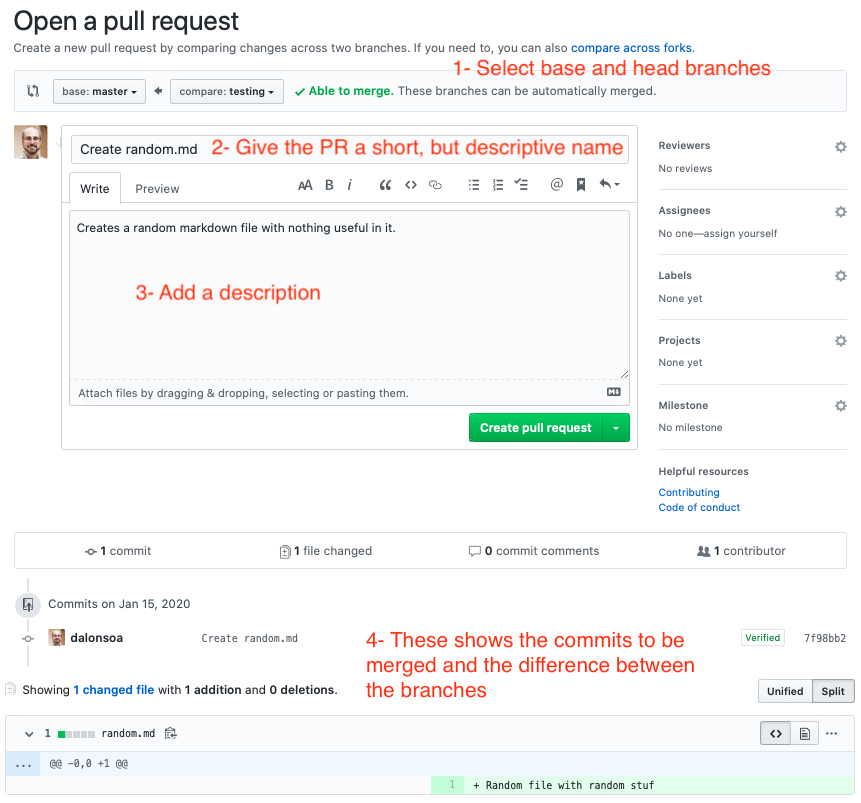 Open a pull request
Create a new pull request by comparing changes across two branches. If you need to, you can also compare across forks.
1- Select base and head branches
base: master
compare: testing
Able to merge. These branches can be automatically merged.
Create random.md
2- Give the PR a short, but descriptive name
Write
Preview
AA B i
Creates a random markdown file with nothing useful in it.
3- Add a description
Attach files by dragging & dropping, selecting or pasting them.
Create pull request
Reviewers
No reviews
Assignees
No one—assign yourself
Labels
None yet
Projects
None yet
Milestone
No milestone
Helpful resources
Contributing
Code of conduct
1 commit
1 file changed
0 commit comments
1 contributor
Commits on Jan 15, 2020
dalonsoa
Create random.md
Verified
7f98bb2
4- These shows the commits to be
merged and the difference between
the branches
Showing 1 changed file with 1 addition and 0 deletions.
Unified
Split
1
random.md
...
@@ -0,0 +1 @@
1
+ Random file with random stuf